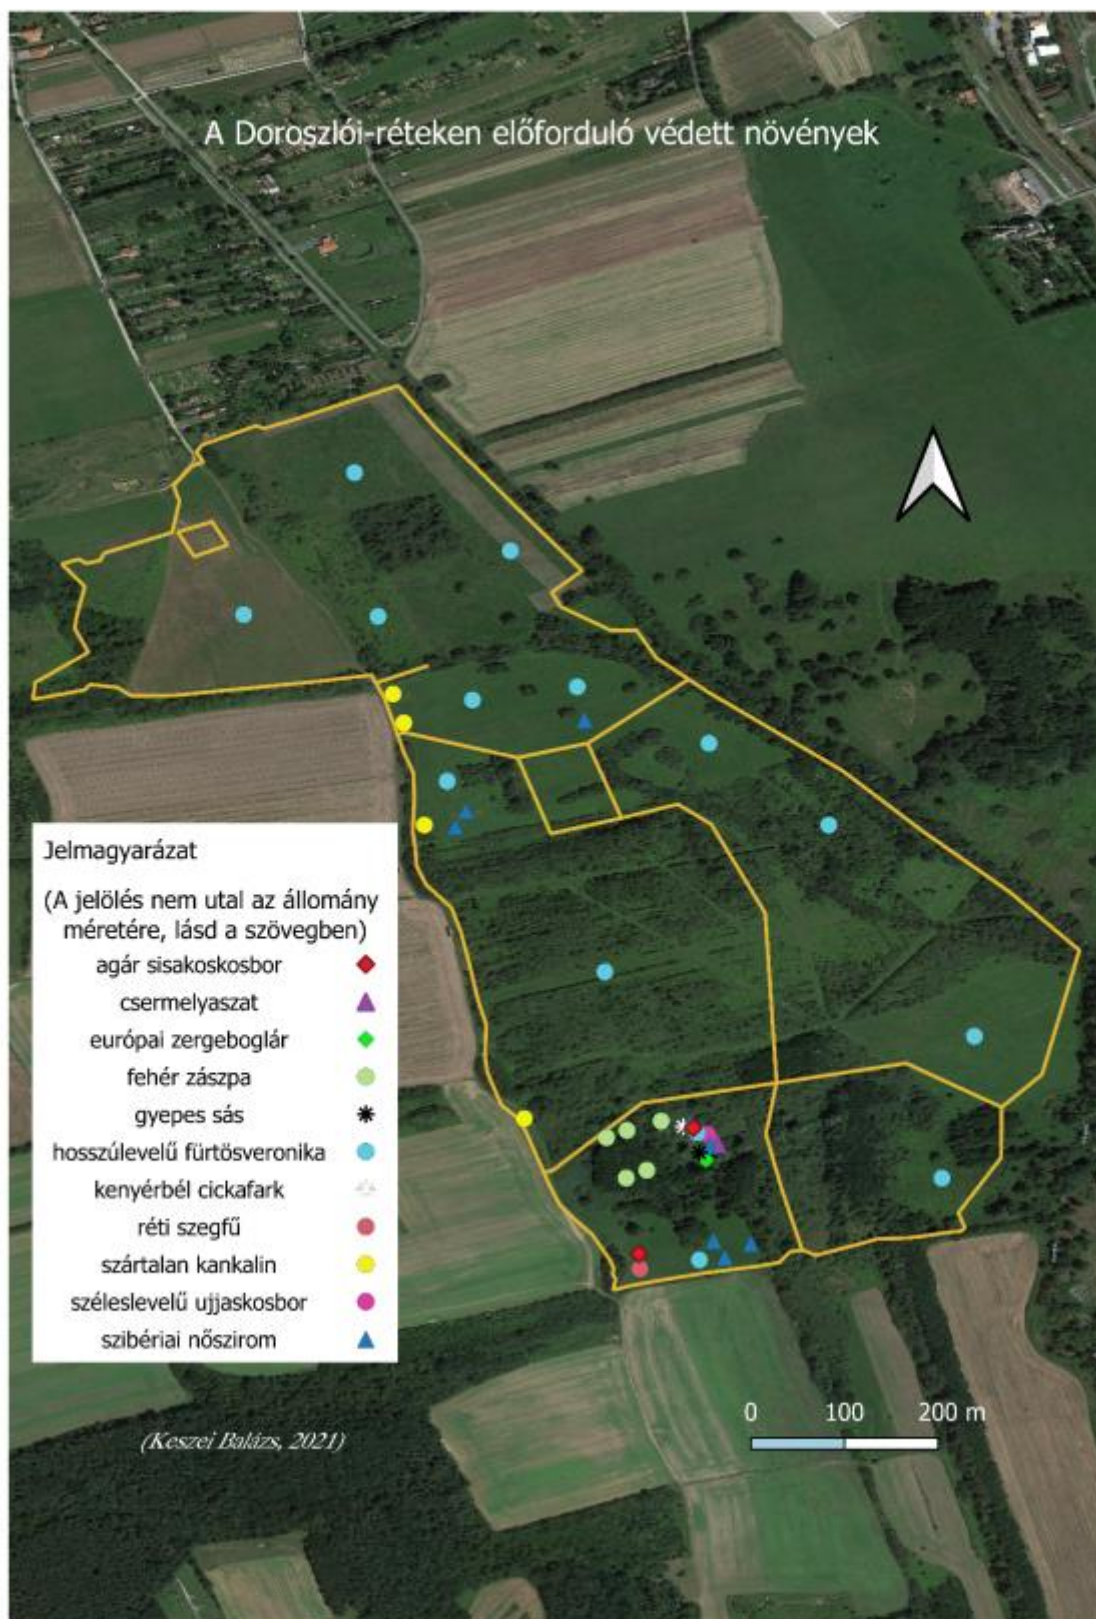 A Doroszlói-réteken előforduló védett növények
Jelmagyarázat
(A jelölés nem utal az állomány
méretére, lásd a szövegben)
agár sisakoskosbor
csermelyaszat
európai zergeboglár
fehér zászpa
gyepes sás
hosszúlevelű fürtösveronika
kenyérbél cickafark
réti szegfű
szártalan kankalin
széleslevelű ujjaskosbor
szibériai nőszirom
0 100 200 m
(Keszei Balázs, 2021)